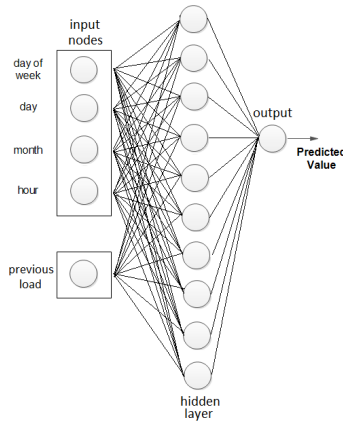 input
nodes
day of
week
day
month
hour
previous
load
output
Predicted
Value
hidden
layer